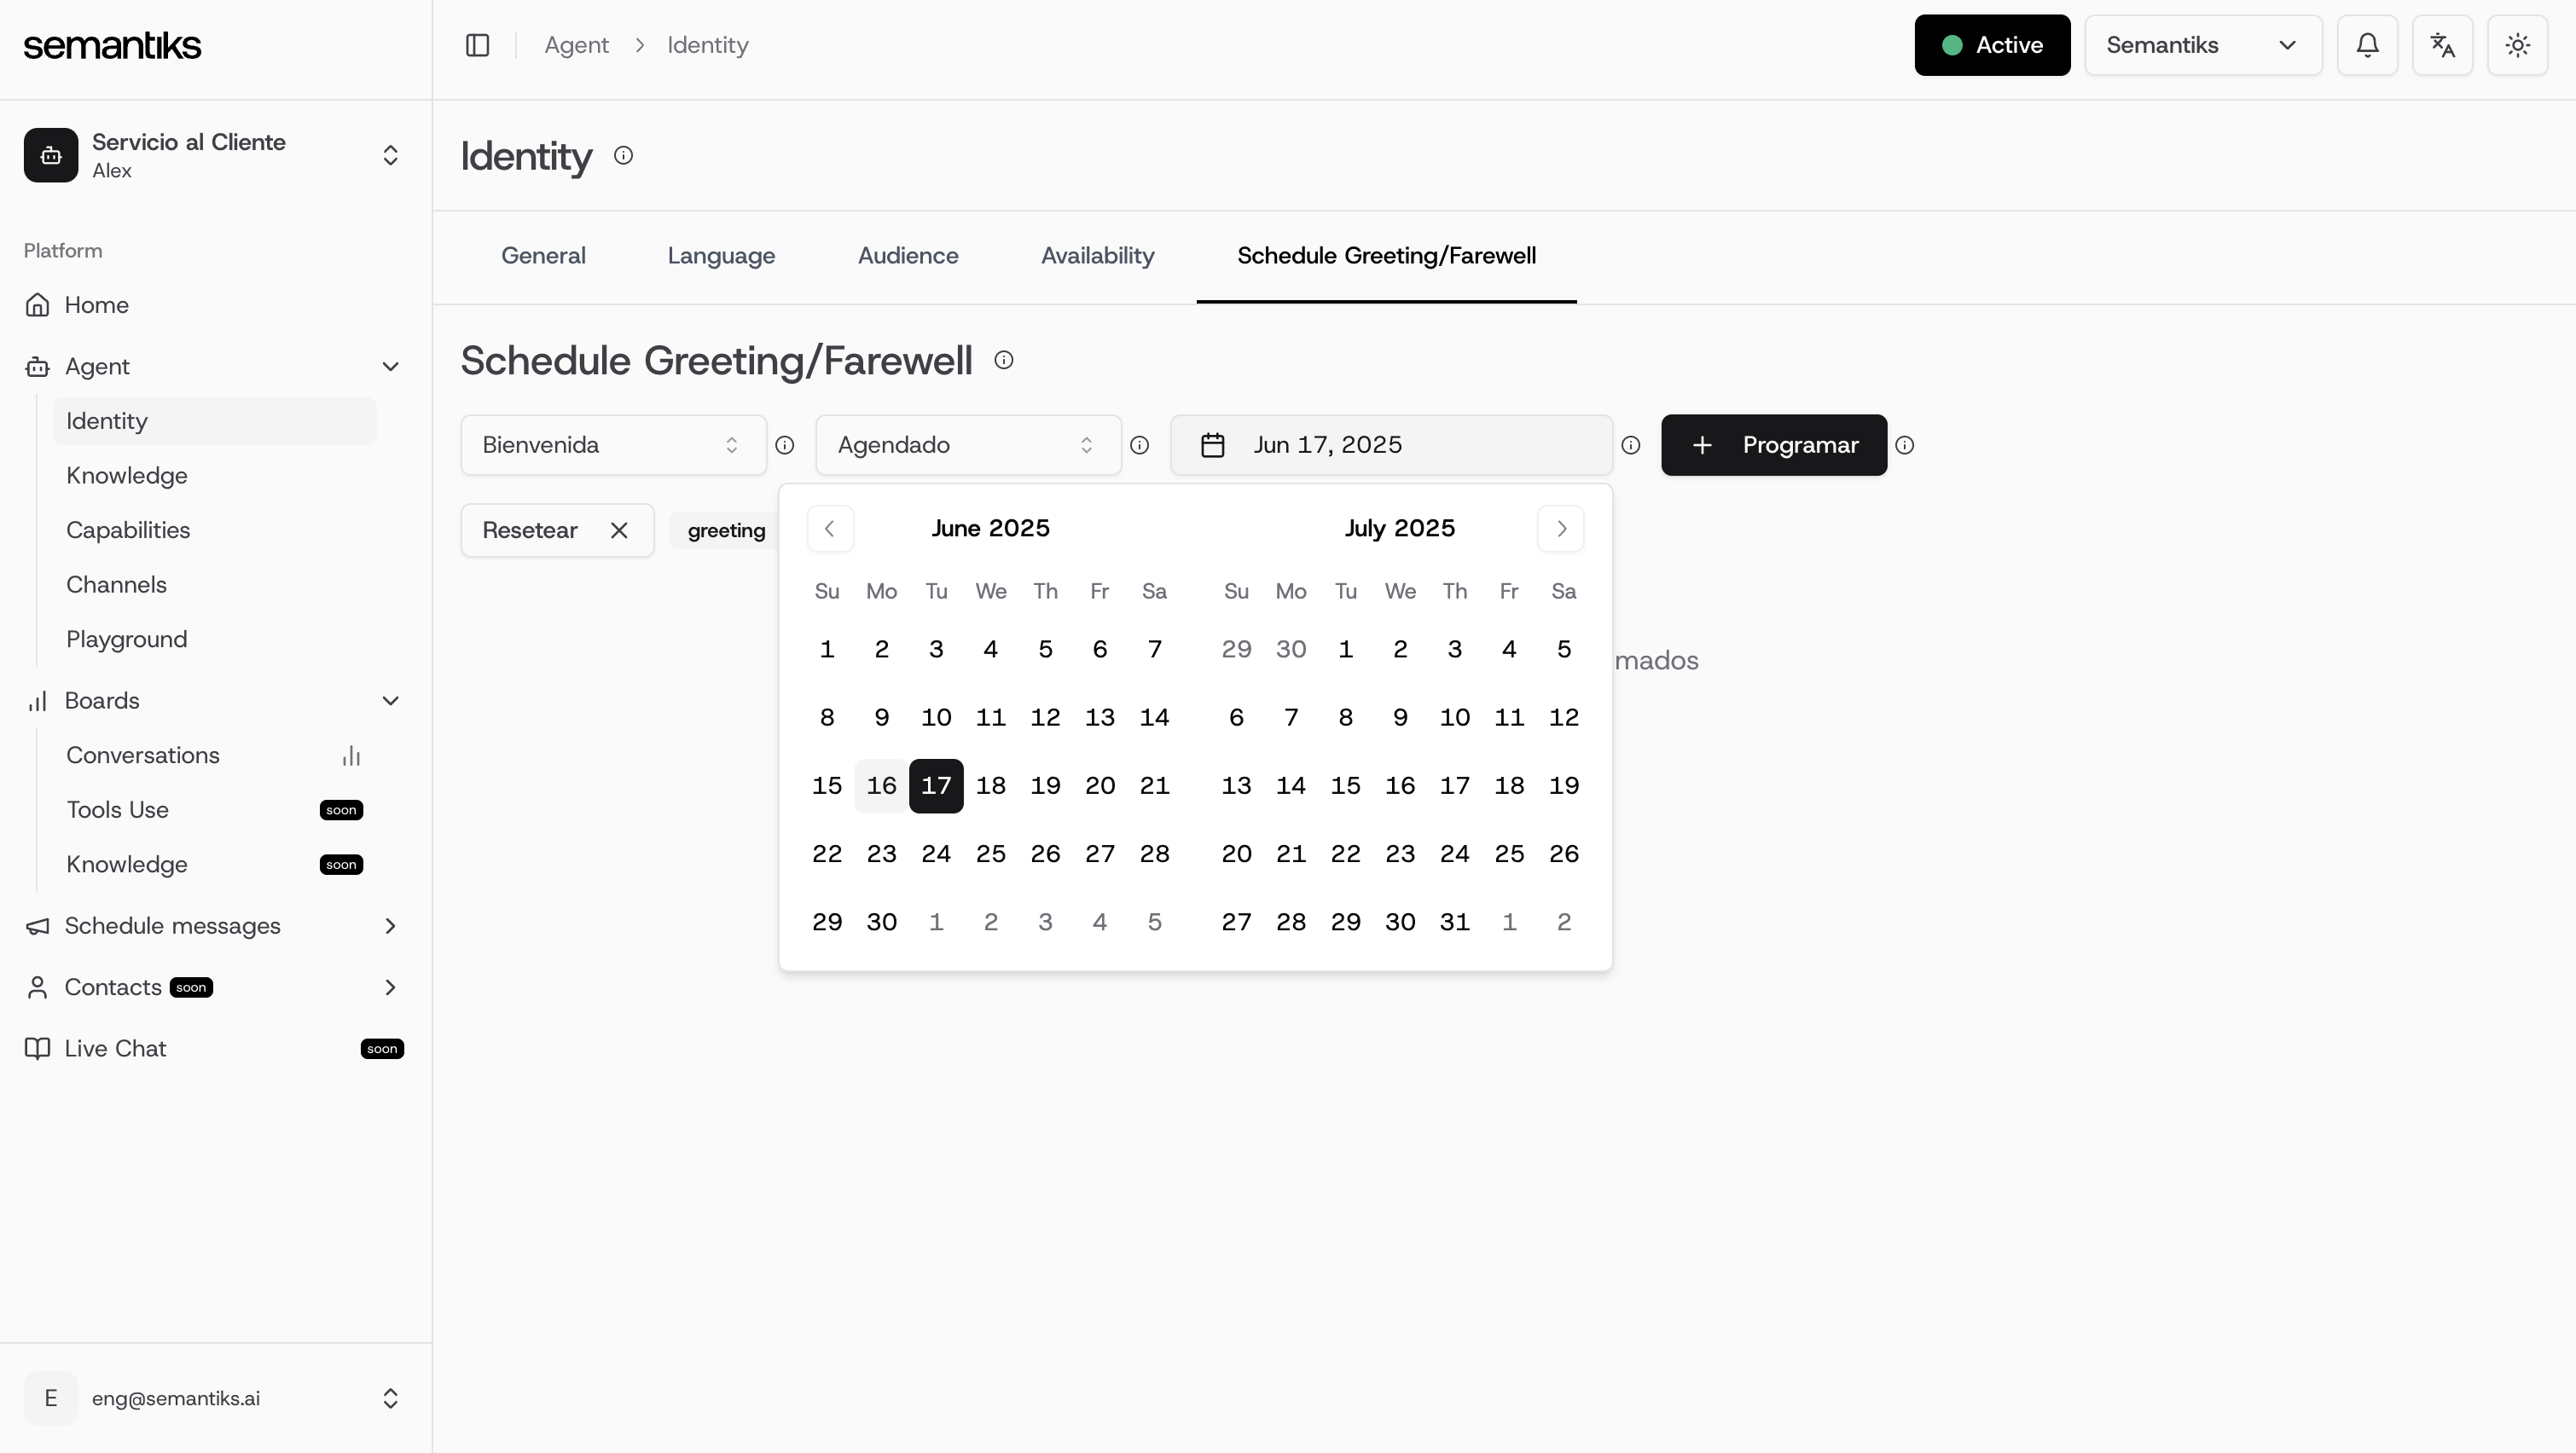 semantiks
Agent > Identity
Active
Semantiks
Servicio al Cliente
Alex
Platform
Home
Agent
Identity
Knowledge
Capabilities
Channels
Playground
Boards
Conversations
Tools Use soon
Knowledge soon
Schedule messages
Contacts soon
Live Chat soon
E eng@semantiks.ai
Identity
General Language Audience Availability Schedule Greeting/Farewell
Schedule Greeting/Farewell
Bienvenida Agendado Jun 17, 2025 + Programar
Resetear greeting
mados
June 2025
Su Mo Tu We Th Fr Sa
1 2 3 4 5 6 7
8 9 10 11 12 13 14
15 16 17 18 19 20 21
22 23 24 25 26 27 28
29 30 1 2 3 4 5
July 2025
Su Mo Tu We Th Fr Sa
29 30 1 2 3 4 5
6 7 8 9 10 11 12
13 14 15 16 17 18 19
20 21 22 23 24 25 26
27 28 29 30 31 1 2